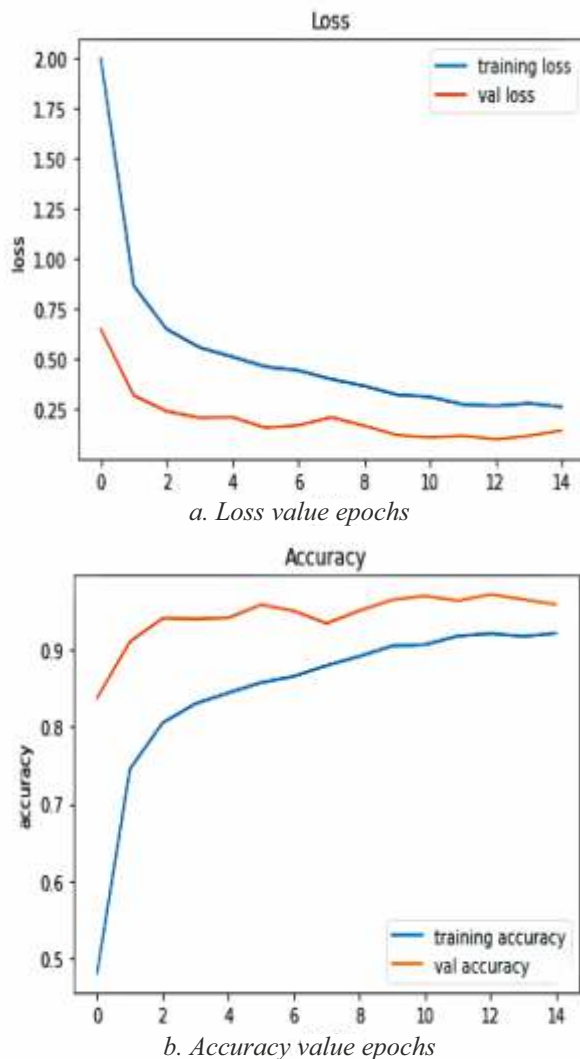 Loss
2.00
training loss
val loss
1.75
1.50
1.25
1.00
loss
0.75
0.50
0.25
0 2 4 6 8 10 12 14
a. Loss value epochs
Accuracy
0.9
0.8
accuracy
0.7
0.6
0.5
training accuracy
val accuracy
0 2 4 6 8 10 12 14
b. Accuracy value epochs